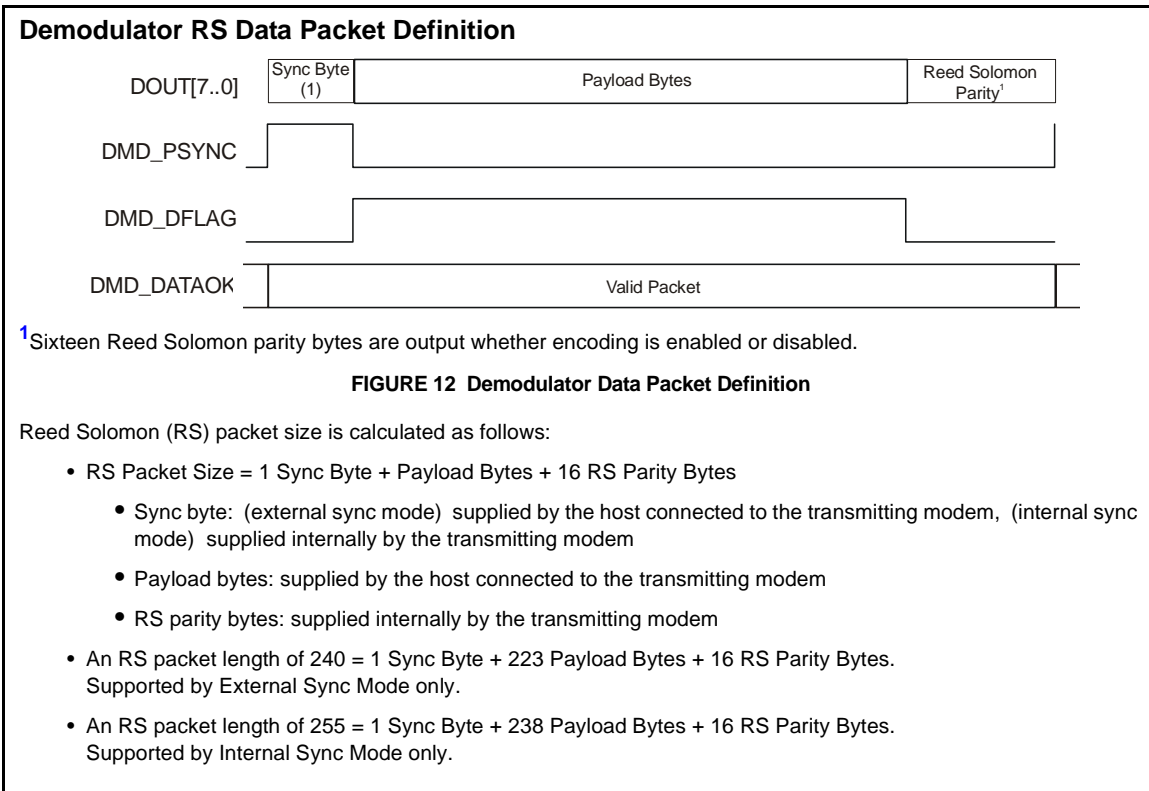 Demodulator RS Data Packet Definition
DOUT[7..0]
Sync Byte
(1)
Payload Bytes
Reed Solomon
Parity1
DMD_PSYNC
DMD_DFLAG
DMD_DATAOK
Valid Packet
1Sixteen Reed Solomon parity bytes are output whether encoding is enabled or disabled.
FIGURE 12 Demodulator Data Packet Definition
Reed Solomon (RS) packet size is calculated as follows:
• RS Packet Size = 1 Sync Byte + Payload Bytes + 16 RS Parity Bytes
• Sync byte: (external sync mode) supplied by the host connected to the transmitting modem, (internal sync
mode) supplied internally by the transmitting modem
• Payload bytes: supplied by the host connected to the transmitting modem
• RS parity bytes: supplied internally by the transmitting modem
• An RS packet length of 240 = 1 Sync Byte + 223 Payload Bytes + 16 RS Parity Bytes.
Supported by External Sync Mode only.
• An RS packet length of 255 = 1 Sync Byte + 238 Payload Bytes + 16 RS Parity Bytes.
Supported by Internal Sync Mode only.